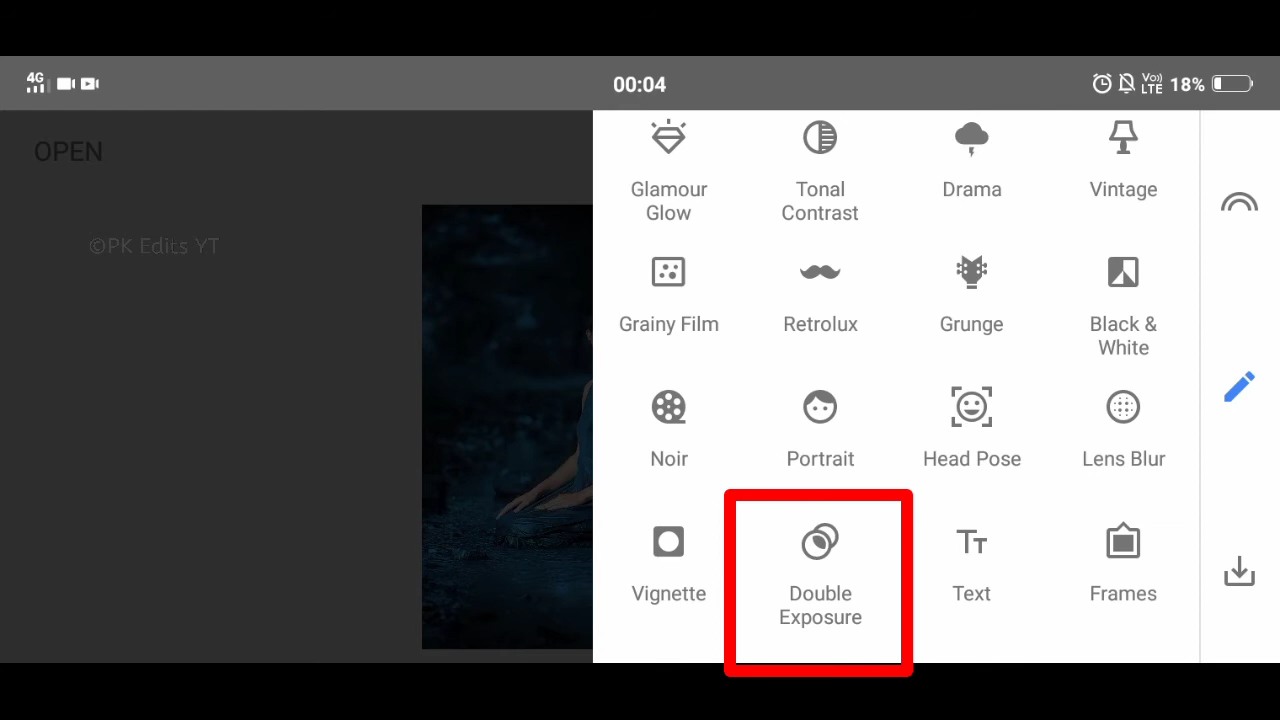 4G
00:04
Vo))
LTE
18%
OPEN
©PK Edits YT
Glamour
Glow
Tonal
Contrast
Drama
Vintage
Grainy Film
Retrolux
Grunge
Black &
White
Noir
Portrait
Head Pose
Lens Blur
Vignette
Double
Exposure
Text
Frames